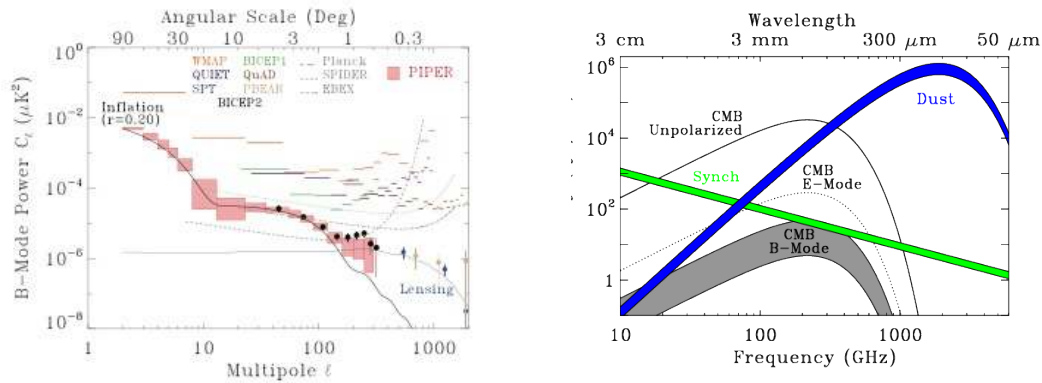 Angular Scale (Deg)
90 30 10 2 1 0.3
10⁰
10⁻²
10⁻⁴
10⁻⁶
10⁻⁸
B-Mode Power Cℓ (μK²)
WMAP BICEP1 Planck
QUIET QuAD SPIDER
SPT PBEAR EBEX
BICEP2
PIPER
Inflation
(r=0.20)
Lensing
1 10 100 1000
Multipole ℓ
Wavelength
3 cm 3 mm 300 μm 50 μm
10⁶
10⁴
10²
1
Dust
CMB
Unpolarized
Synch
CMB
E-Mode
CMB
B-Mode
10 100 1000
Frequency (GHz)